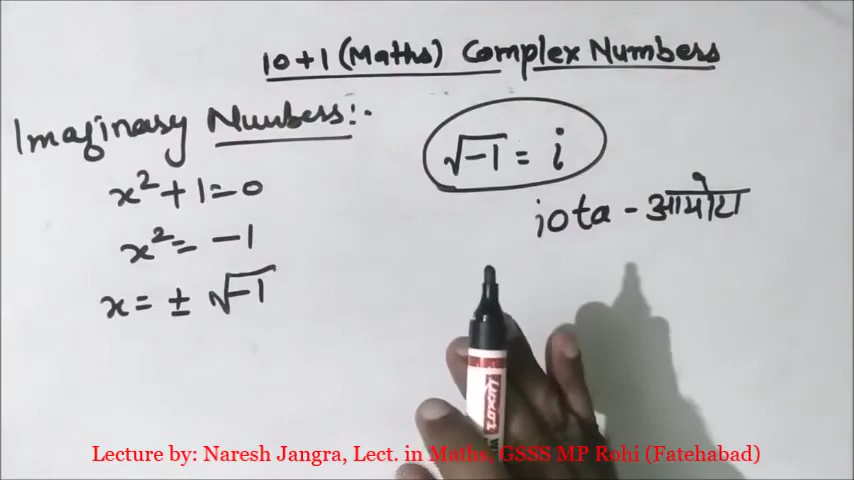 10+1 (Maths) Complex Numbers
Imaginary Numbers:-
x²+1=0
x²= -1
x= ± √-1
√-1 = i
iota - आयोटा
Lecture by: Naresh Jangra, Lect. in Maths, GSSS MP Rohi (Fatehabad)